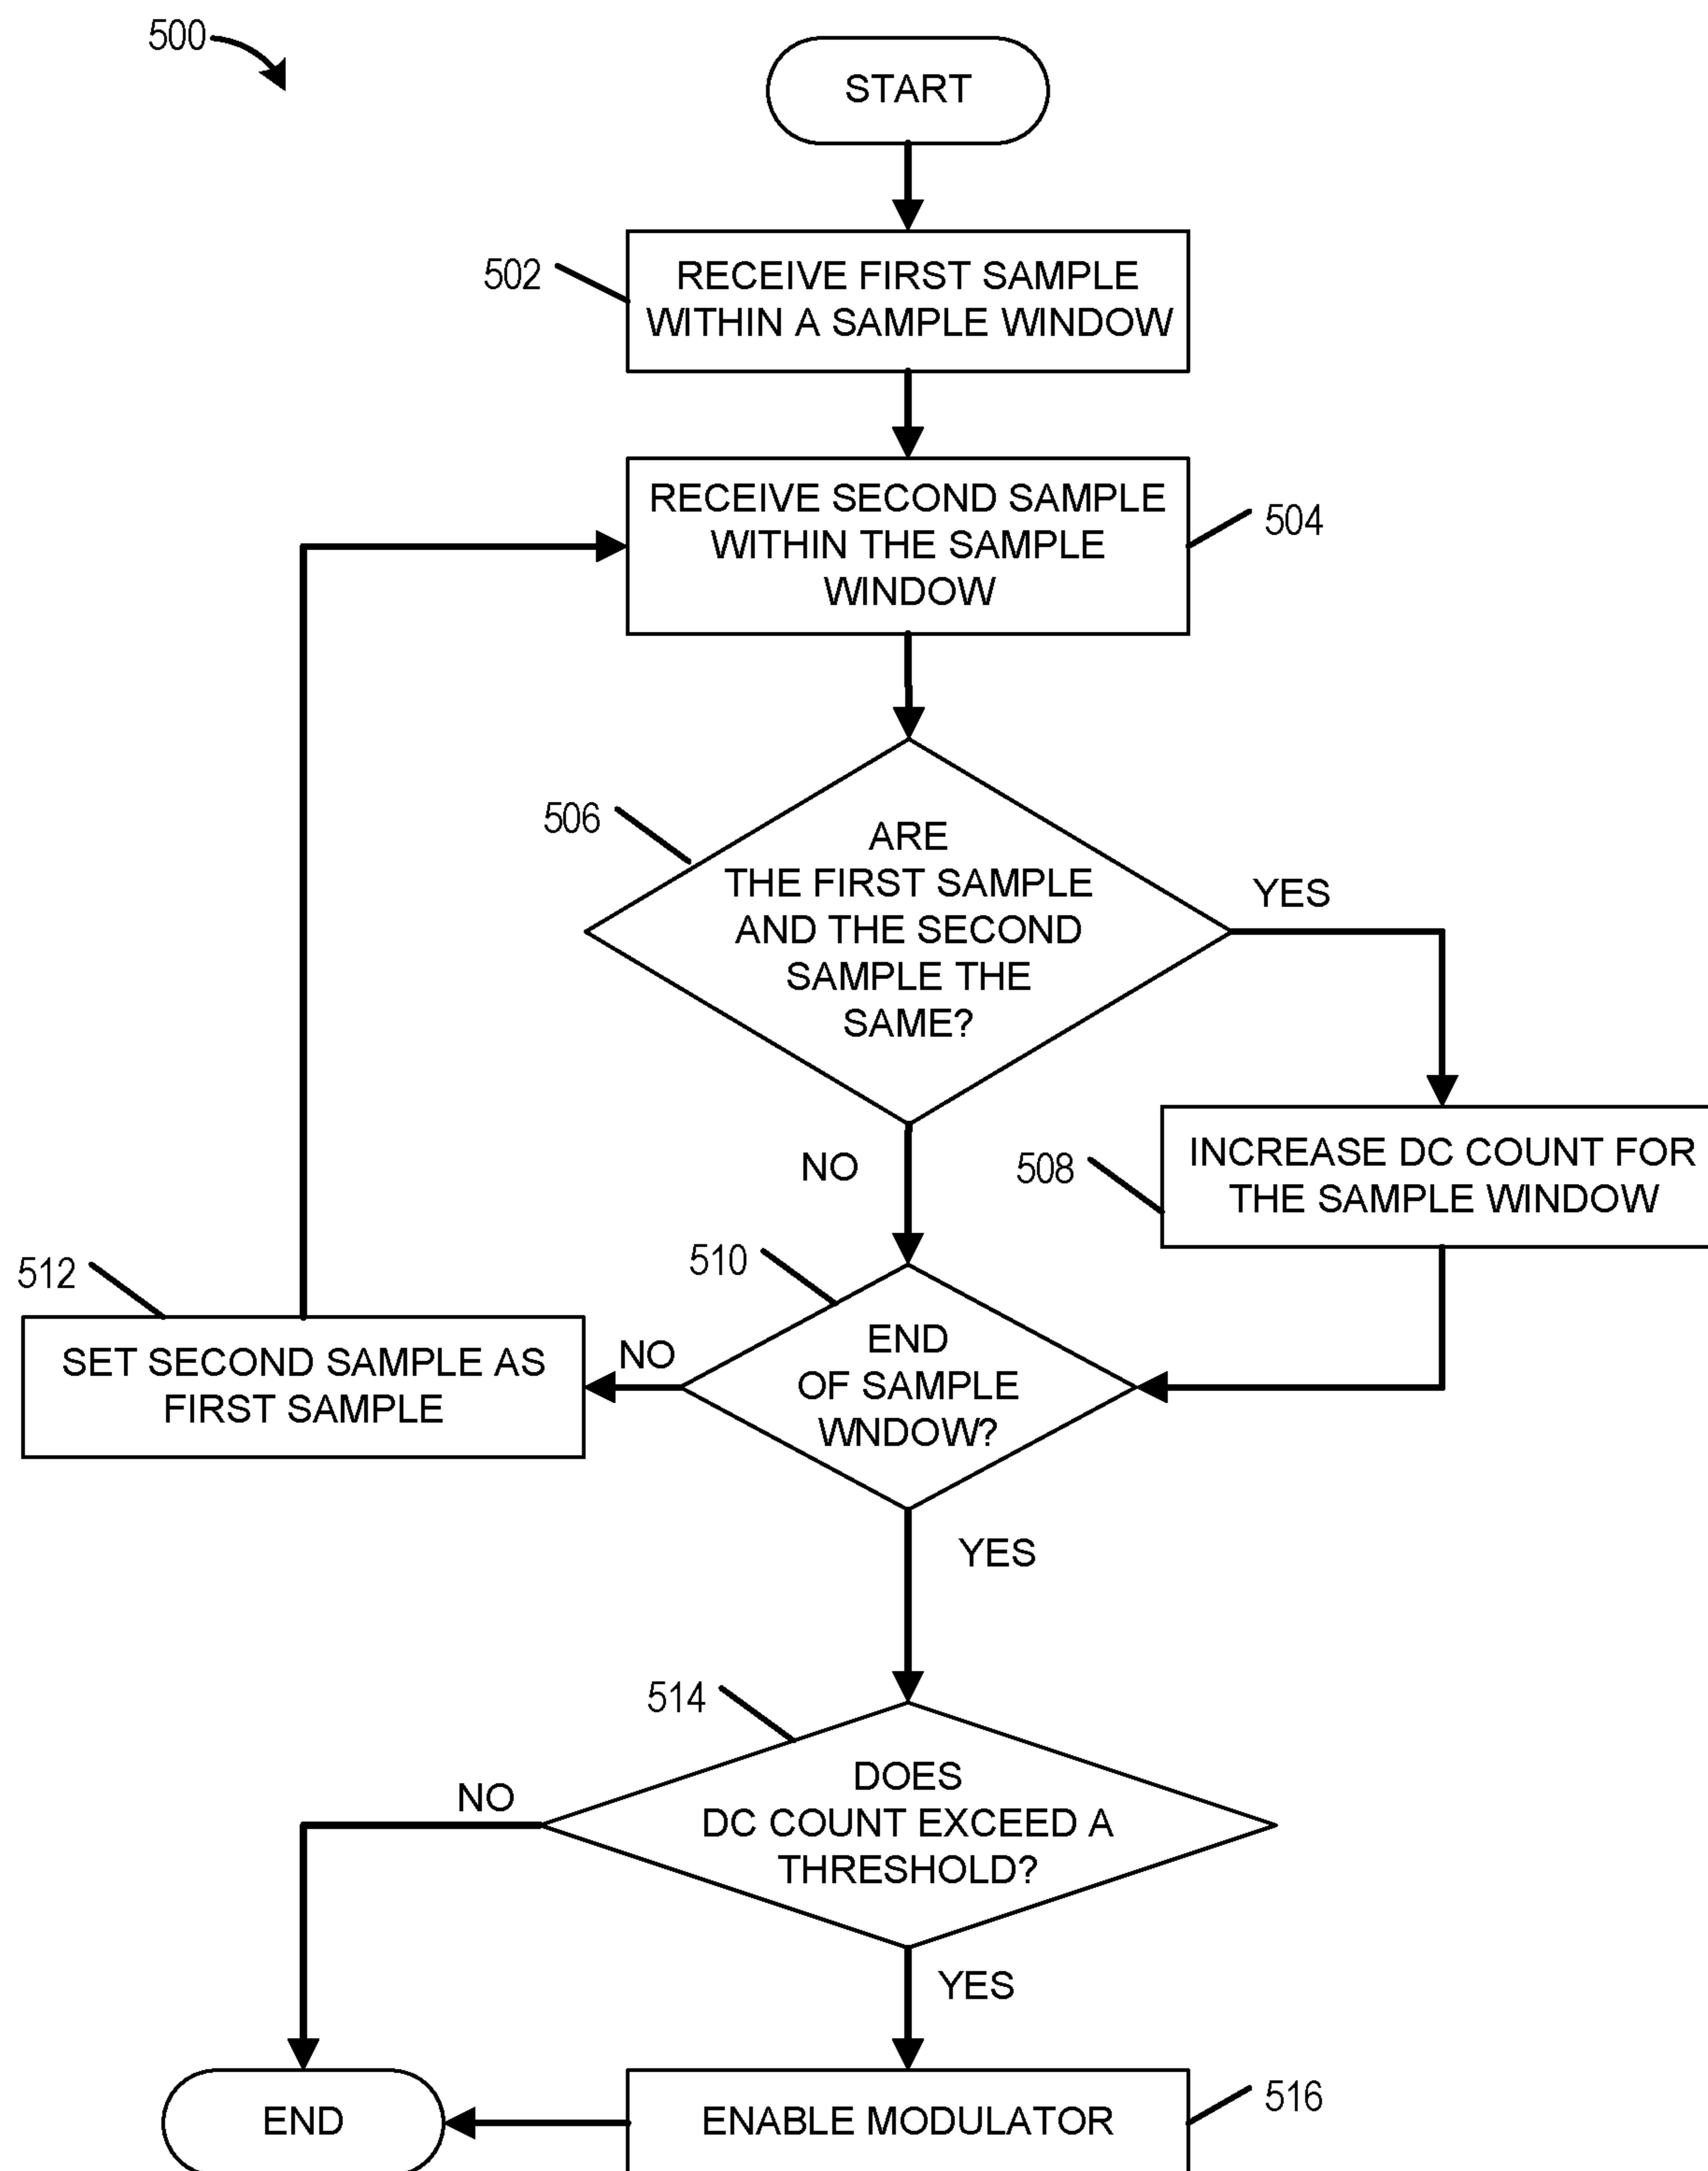 500
START
502
RECEIVE FIRST SAMPLE
WITHIN A SAMPLE WINDOW
RECEIVE SECOND SAMPLE
WITHIN THE SAMPLE
WINDOW
504
506
ARE
THE FIRST SAMPLE
AND THE SECOND
SAMPLE THE
SAME?
YES
NO
508
INCREASE DC COUNT FOR
THE SAMPLE WINDOW
510
END
OF SAMPLE
WNDOW?
NO
512
SET SECOND SAMPLE AS
FIRST SAMPLE
YES
514
DOES
DC COUNT EXCEED A
THRESHOLD?
NO
YES
END
ENABLE MODULATOR
516